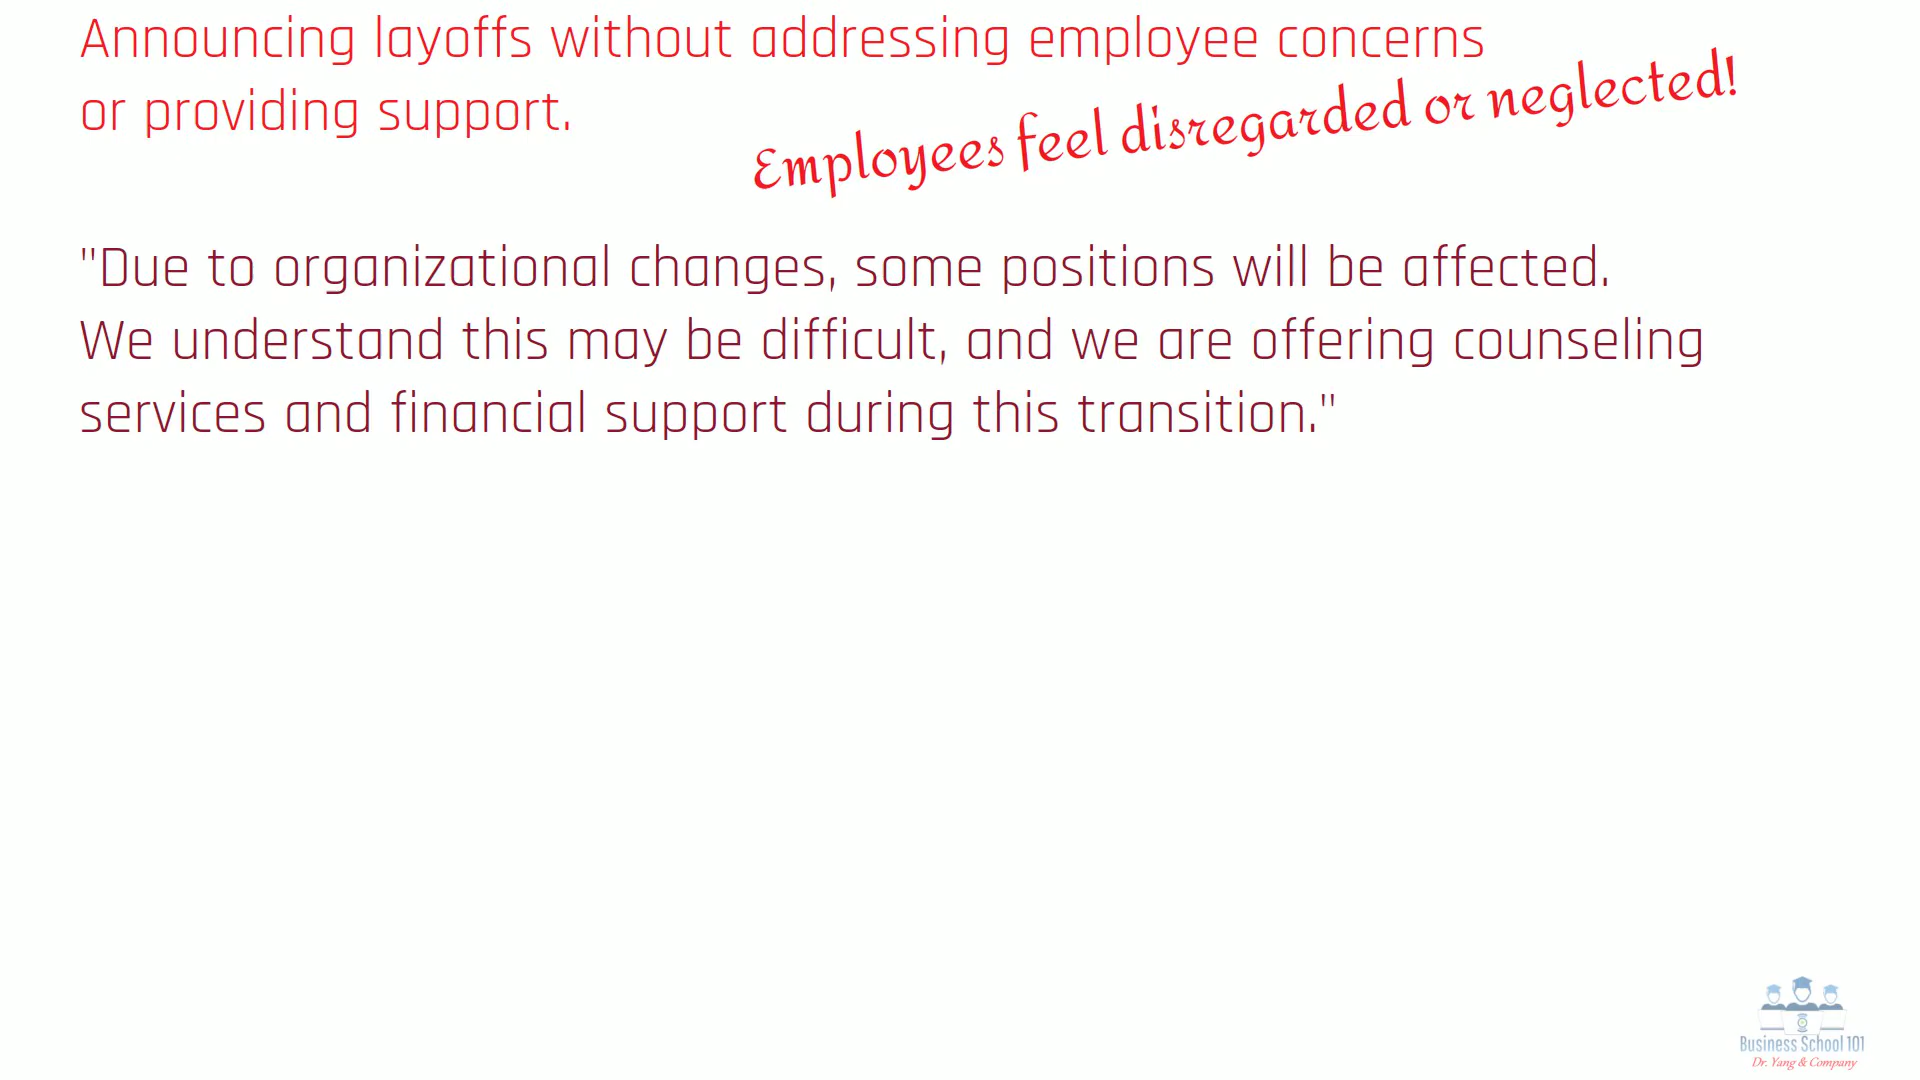 Announcing layoffs without addressing employee concerns
or providing support.
Employees feel disregarded or neglected!
"Due to organizational changes, some positions will be affected.
We understand this may be difficult, and we are offering counseling
services and financial support during this transition."
Business School 101
Dr. Yang & Company